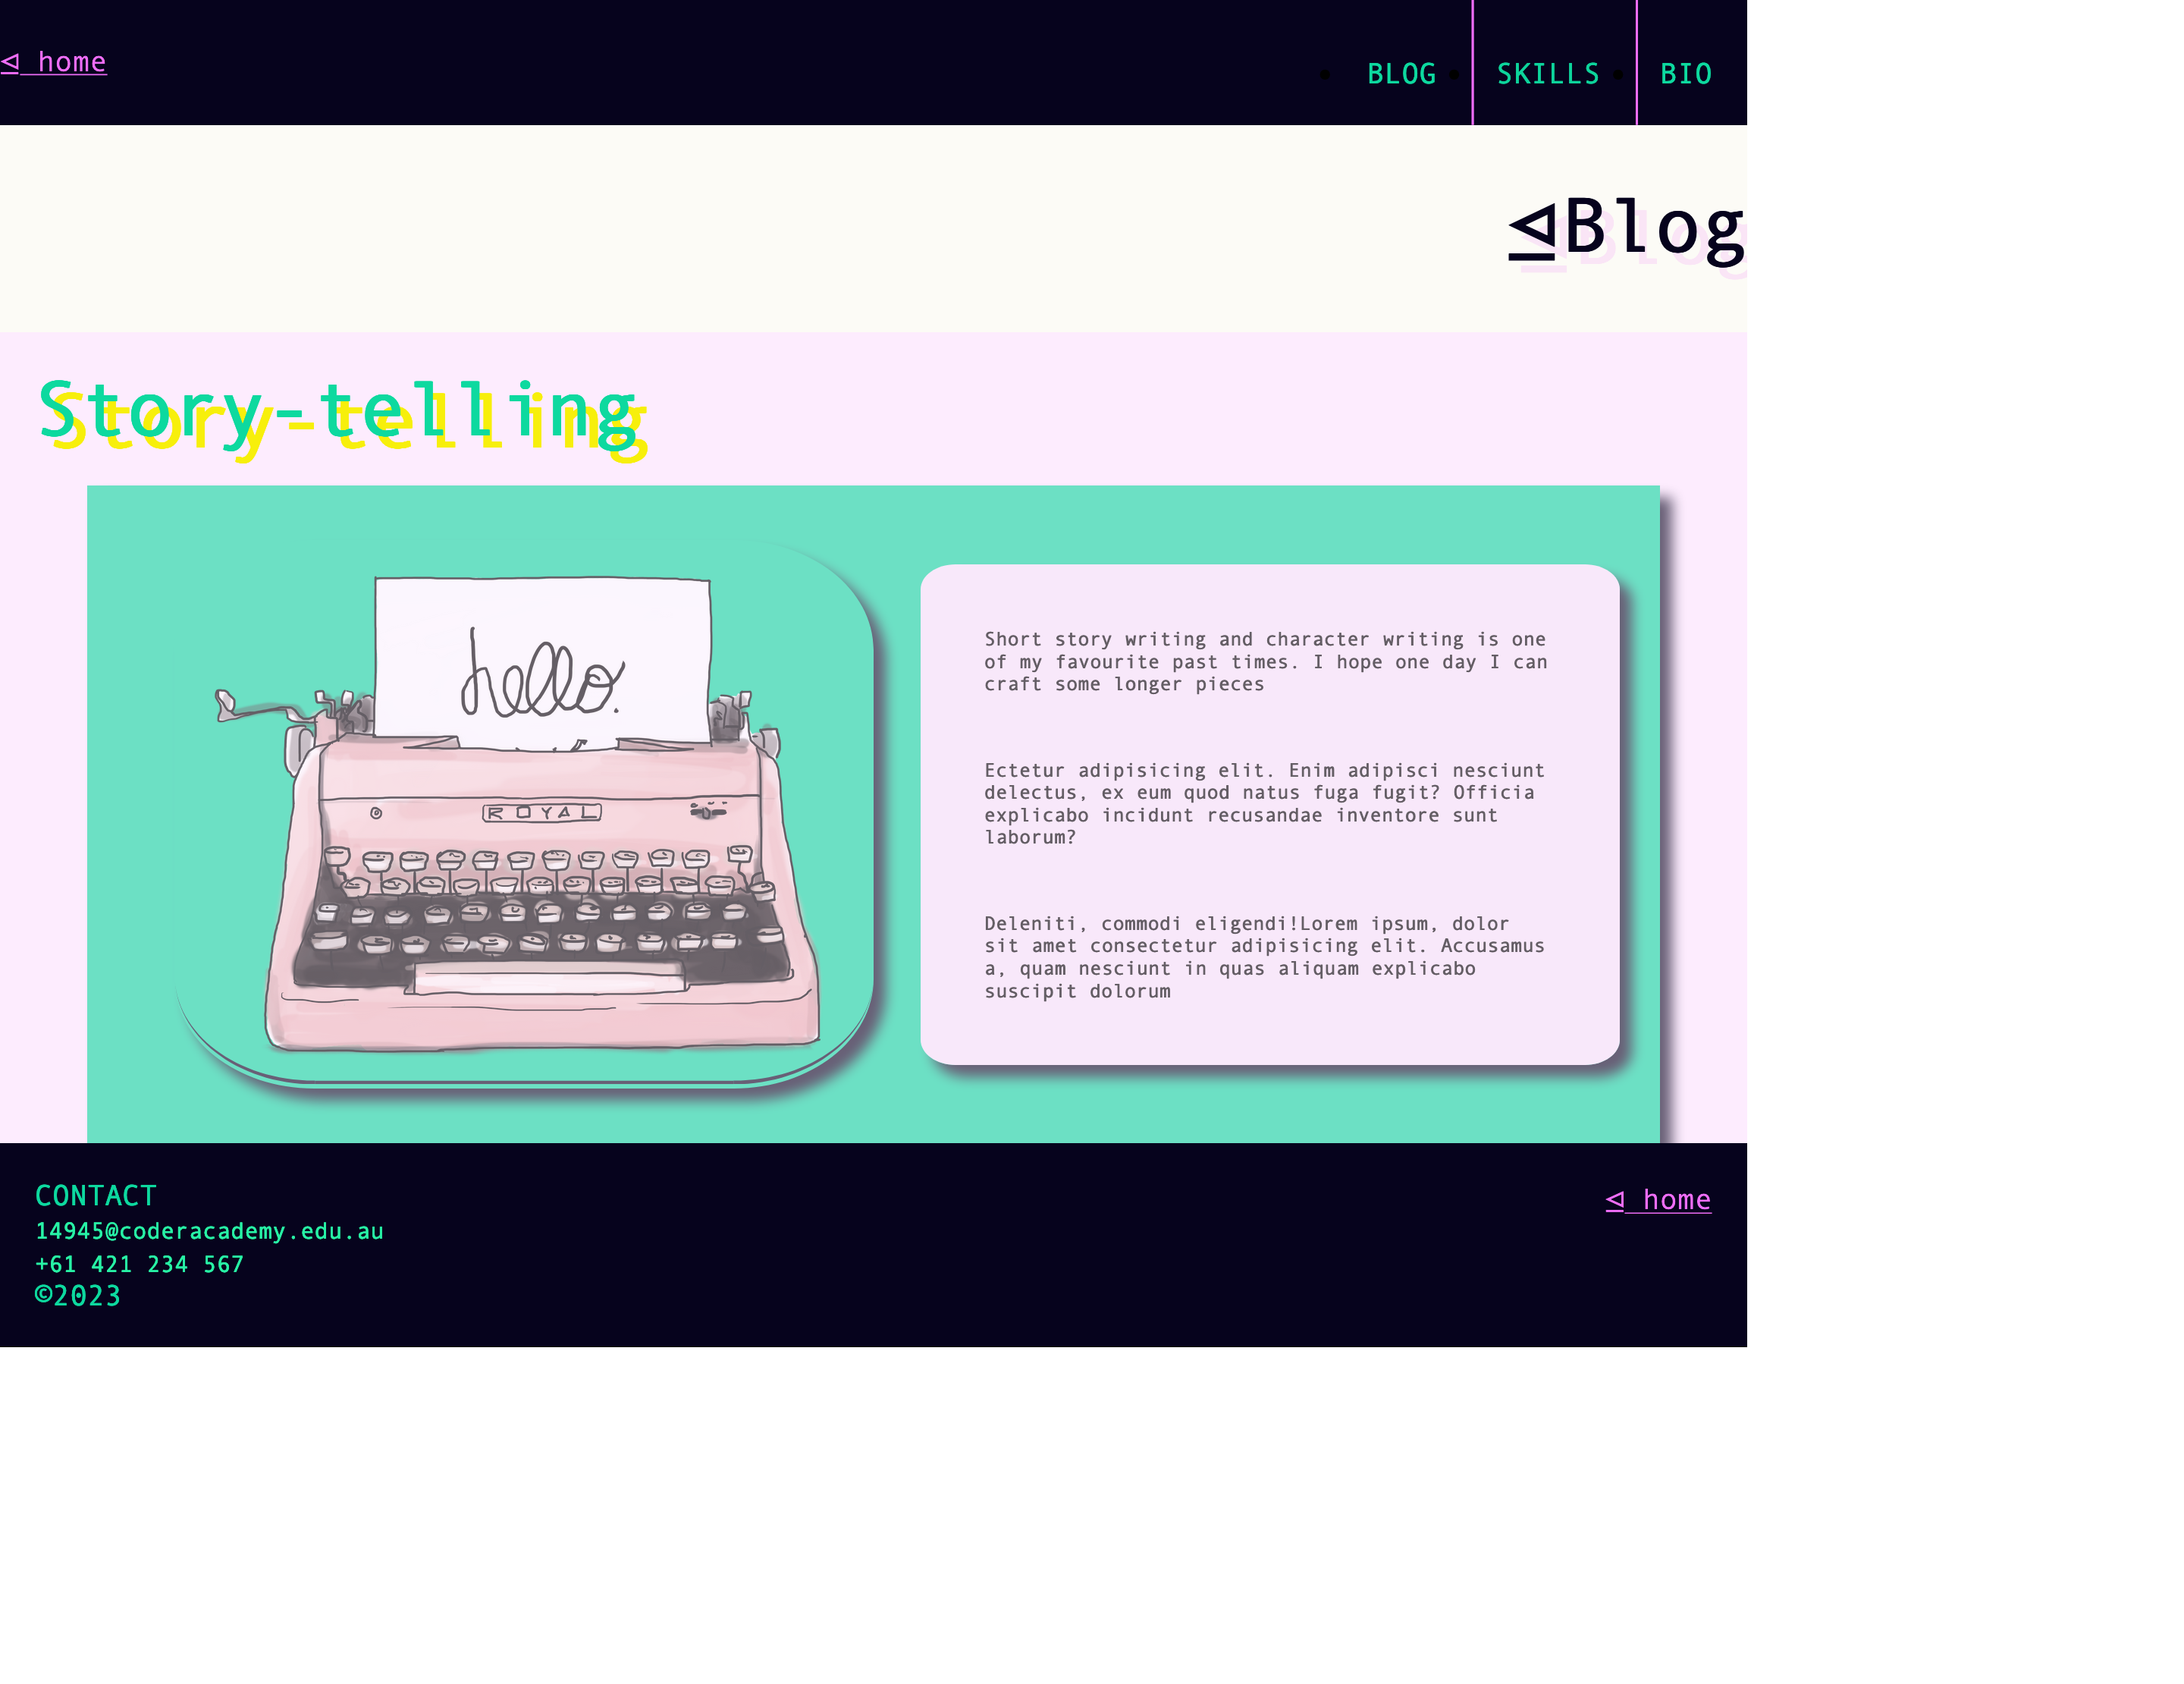 ⊴ home
BLOG
SKILLS
BIO
⊴Blog
Story-telling
hello.
ROYAL
Short story writing and character writing is one
of my favourite past times. I hope one day I can
craft some longer pieces
Ectetur adipisicing elit. Enim adipisci nesciunt
delectus, ex eum quod natus fuga fugit? Officia
explicabo incidunt recusandae inventore sunt
laborum?
Deleniti, commodi eligendi!Lorem ipsum, dolor
sit amet consectetur adipisicing elit. Accusamus
a, quam nesciunt in quas aliquam explicabo
suscipit dolorum
CONTACT
14945@coderacademy.edu.au
+61 421 234 567
©2023
⊴ home